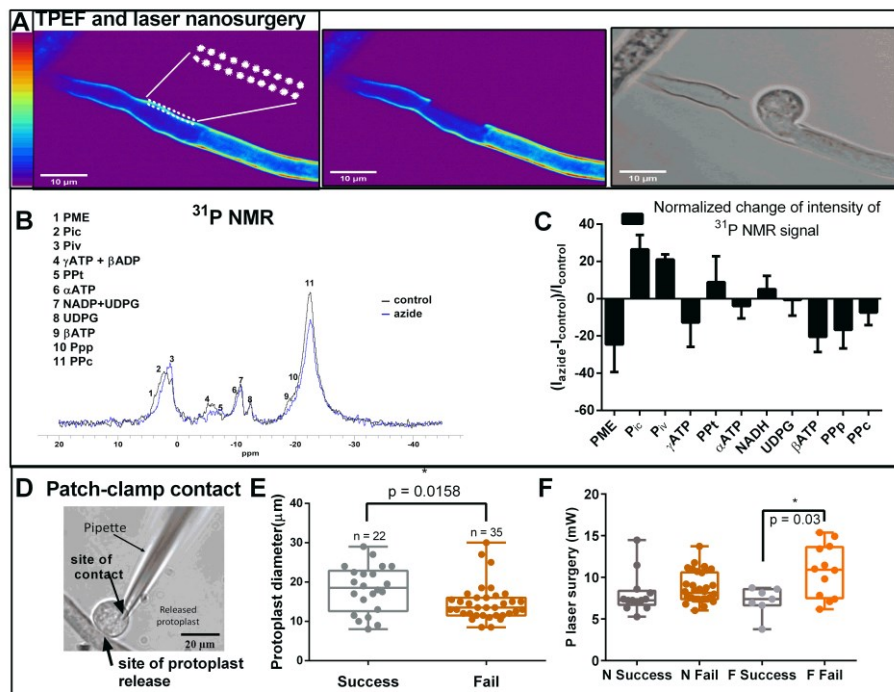 A TPEF and laser nanosurgery
10 µm
10 µm
10 µm
B
³¹P NMR
1 PME
2 Pic
3 Piv
4 γATP + βADP
5 PPt
6 αATP
7 NADP+UDPG
8 UDPG
9 βATP
10 Ppp
11 PPc
control
azide
1
2
3
4
5
6
7
8
9
10
11
20
10
0
-10
-20
-30
-40
ppm
C
Normalized change of intensity of
³¹P NMR signal
(I azide-I control)/I control
40
20
0
-20
-40
-60
PME
Pic
Piv
γATP
PPt
αATP
NADH
UDPG
βATP
PPp
PPc
D Patch-clamp contact
Pipette
site of
contact
Released
protoplast
20 µm
site of protoplast
release
E
*
p = 0.0158
n = 22
n = 35
Protoplast diameter(µm)
40
30
20
10
0
Success
Fail
F
*
p = 0.03
P laser surgery (mW)
20
15
10
5
0
N Success
N Fail
F Success
F Fail